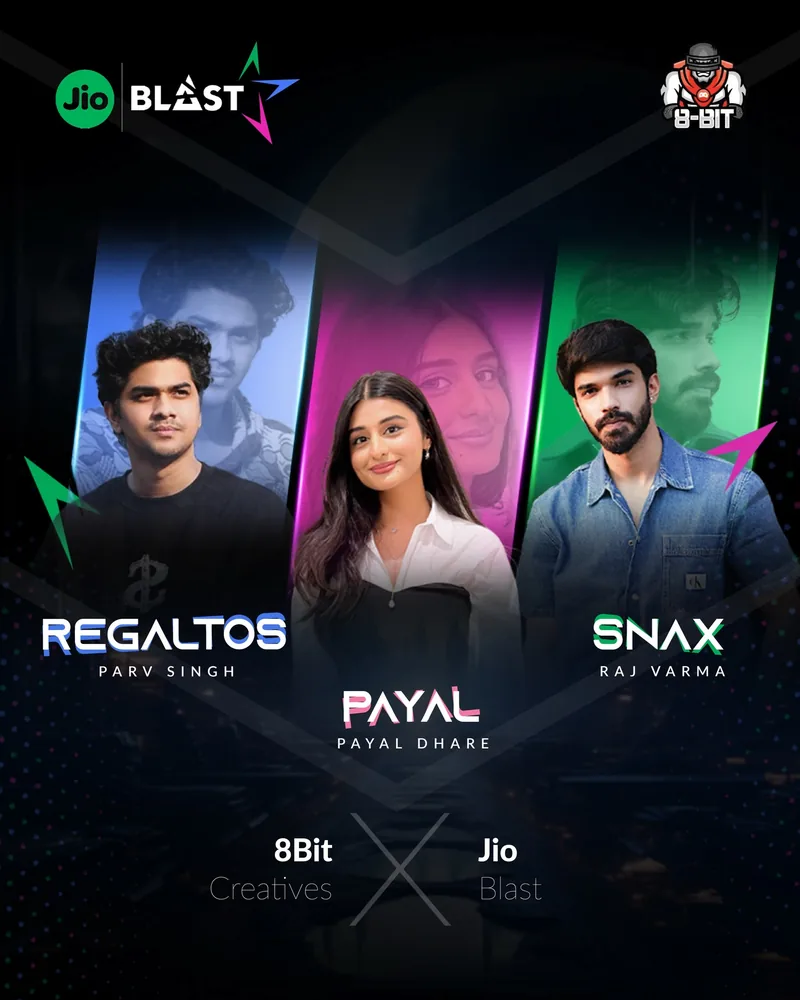 Jio BLAST
8-BIT
REGALTOS
PARV SINGH
SNAX
RAJ VARMA
PAYAL
PAYAL DHARE
8Bit
Creatives
Jio
Blast